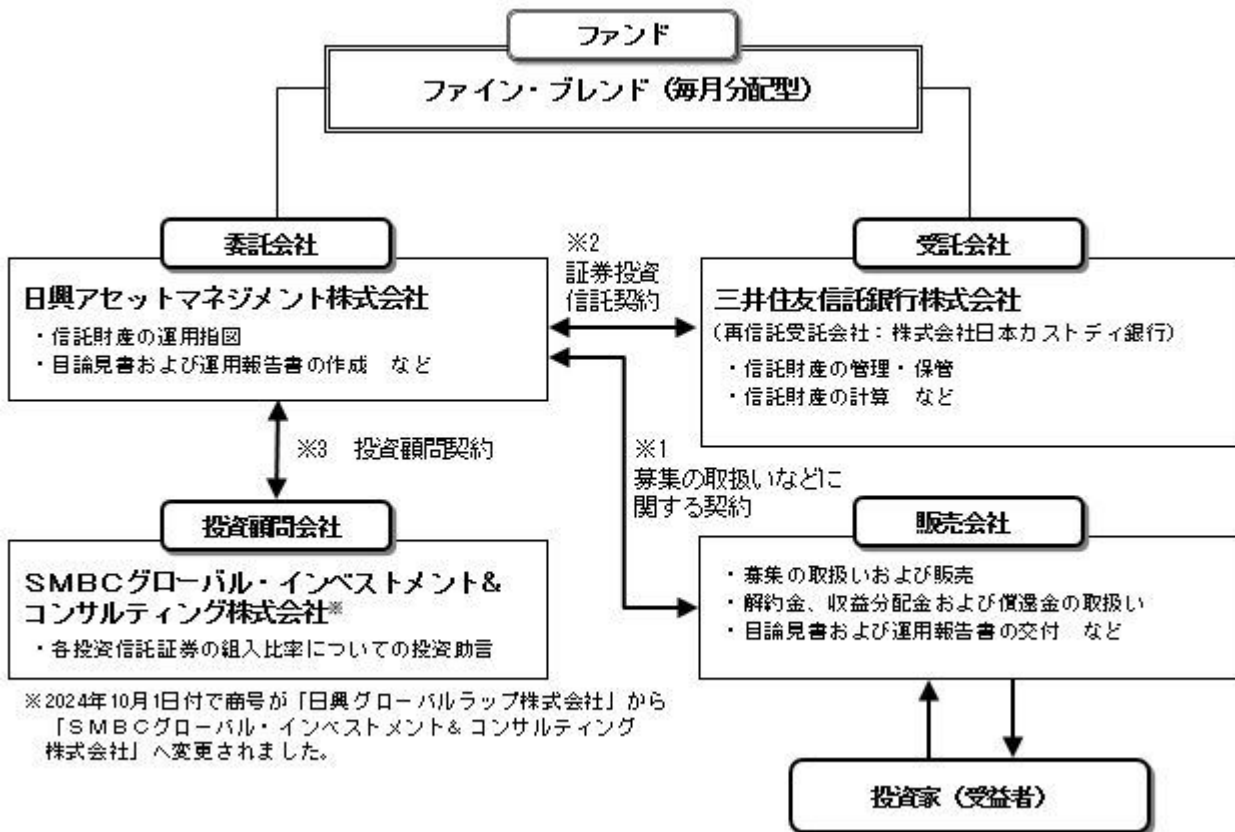 ファンド
ファイン・ブレンド（毎月分配型）
委託会社
日興アセットマネジメント株式会社
・信託財産の運用指図
・目論見書および運用報告書の作成　など
※2
証券投資
信託契約
受託会社
三井住友信託銀行株式会社
（再信託受託会社：株式会社日本カストディ銀行）
・信託財産の管理・保管
・信託財産の計算　など
※3　投資顧問契約
※1
募集の取扱いなどに
関する契約
投資顧問会社
ＳＭＢＣグローバル・インベストメント＆
コンサルティング株式会社※
・各投資信託証券の組入比率についての投資助言
※2024年10月1日付で商号が「日興グローバルラップ株式会社」から
「ＳＭＢＣグローバル・インベストメント＆コンサルティング
株式会社」へ変更されました。
販売会社
・募集の取扱いおよび販売
・解約金、収益分配金および償還金の取扱い
・目論見書および運用報告書の交付　など
投資家（受益者）